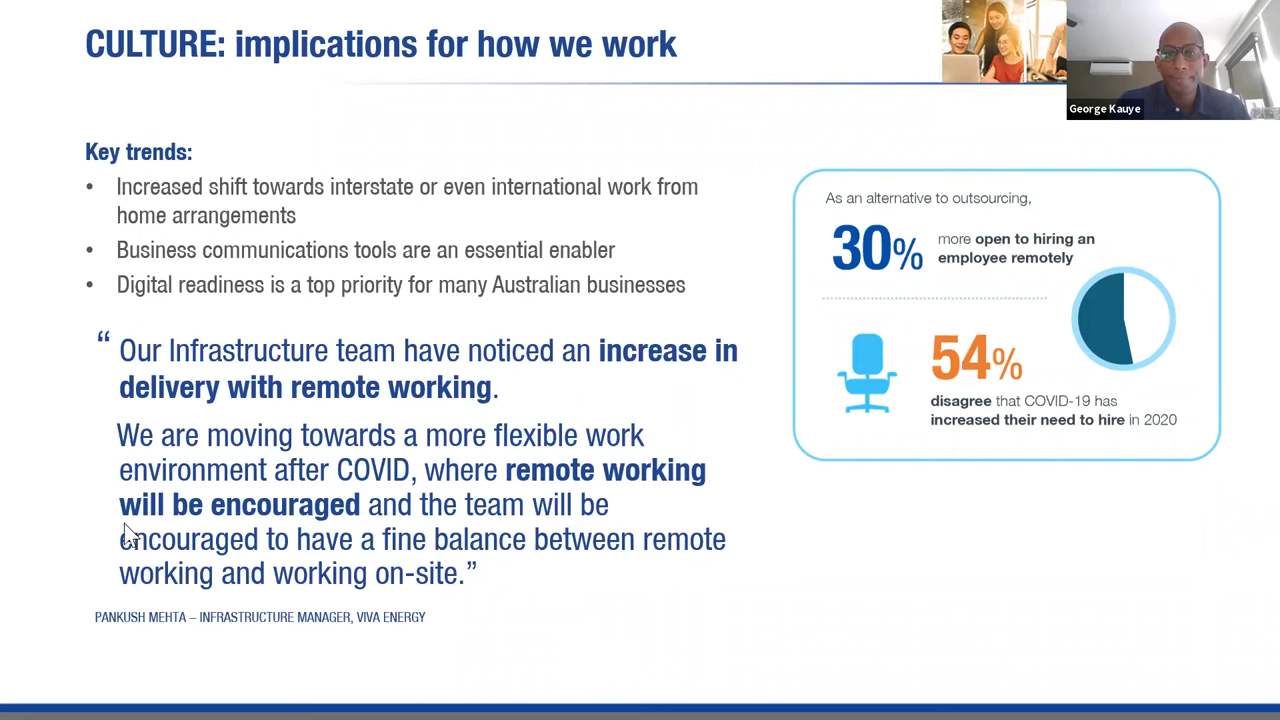 CULTURE: implications for how we work
George Kauye
Key trends:
• Increased shift towards interstate or even international work from
home arrangements
• Business communications tools are an essential enabler
• Digital readiness is a top priority for many Australian businesses
“ Our Infrastructure team have noticed an increase in
delivery with remote working.
We are moving towards a more flexible work
environment after COVID, where remote working
will be encouraged and the team will be
encouraged to have a fine balance between remote
working and working on-site.”
PANKUSH MEHTA – INFRASTRUCTURE MANAGER, VIVA ENERGY
As an alternative to outsourcing,
30% more open to hiring an
employee remotely
54%
disagree that COVID-19 has
increased their need to hire in 2020